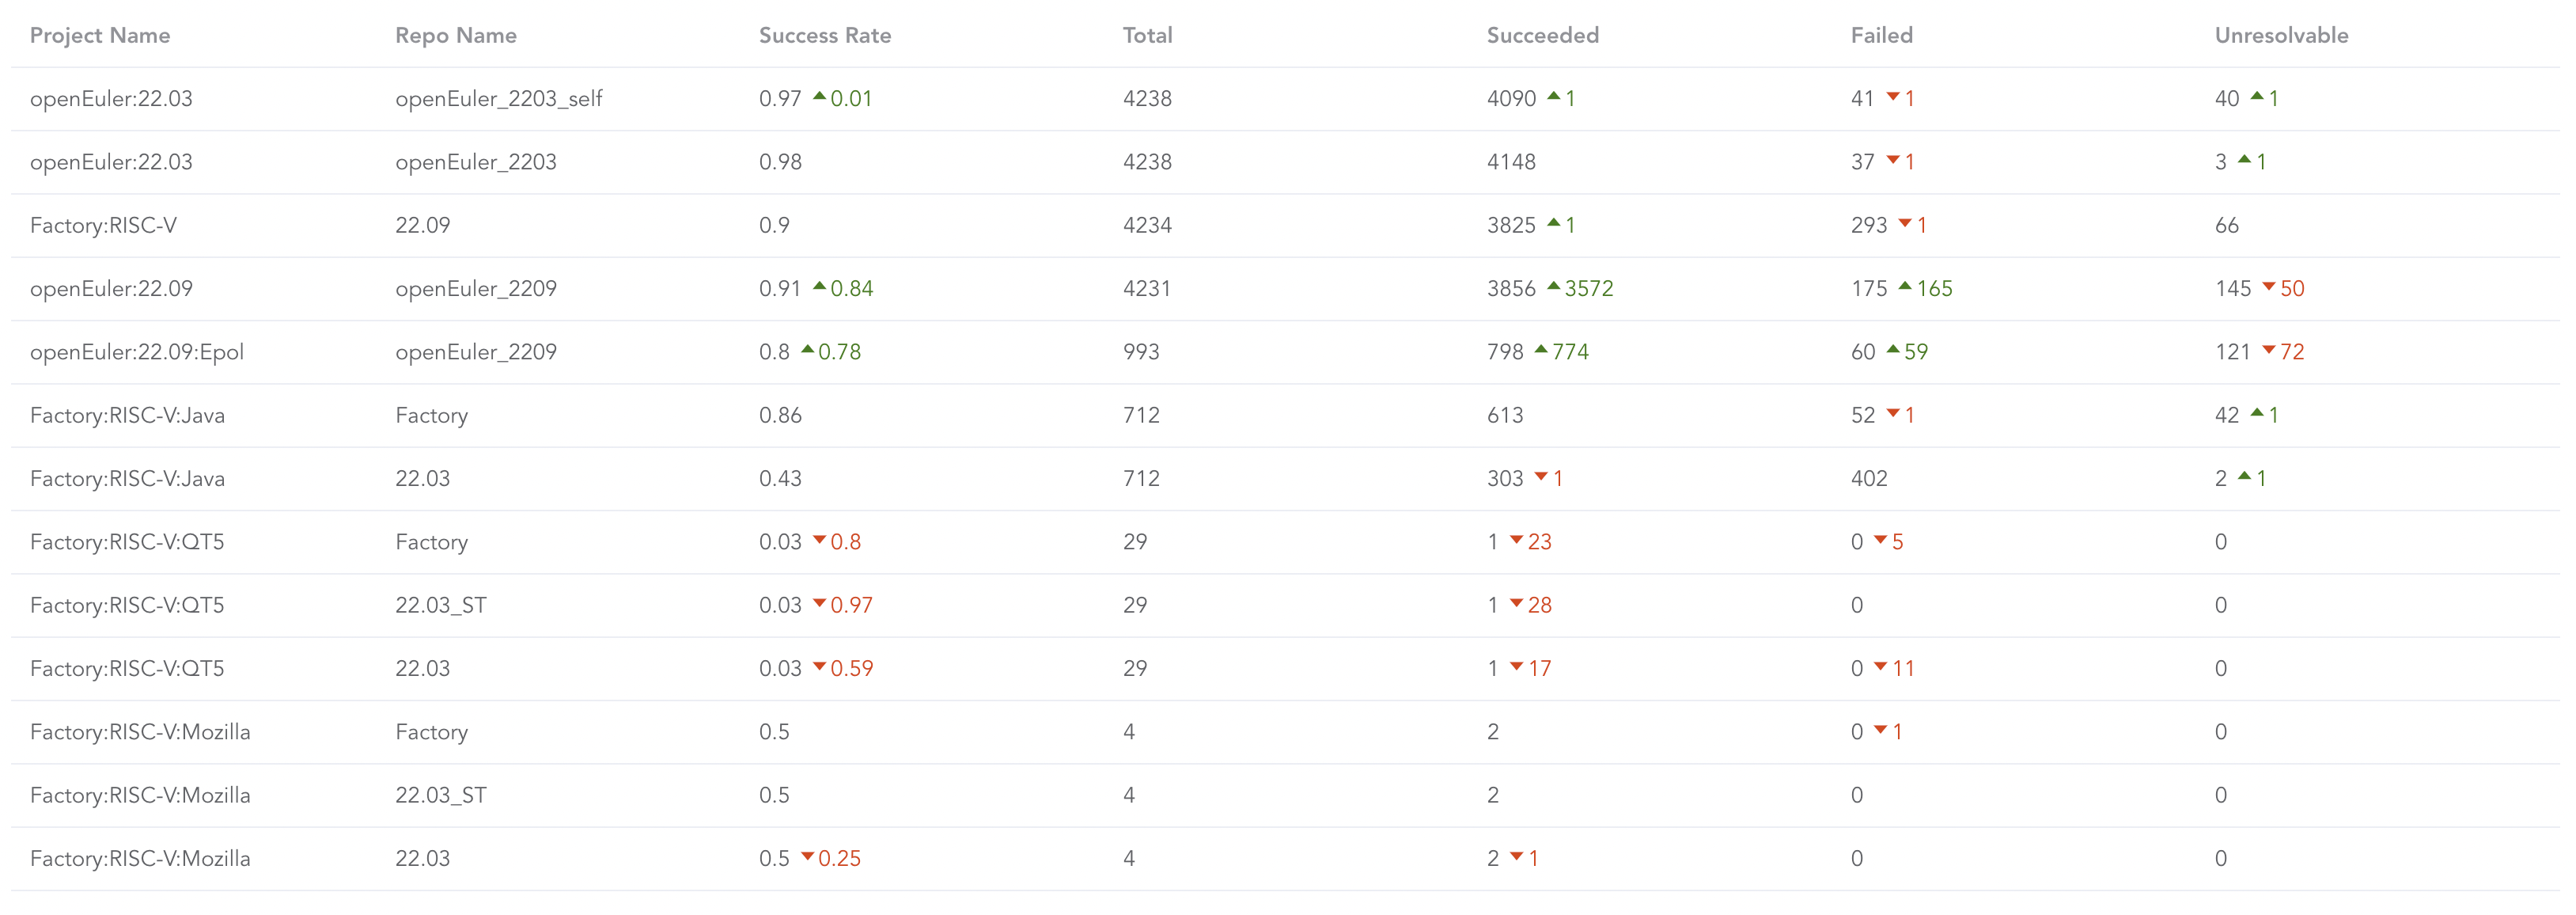 Project Name Repo Name Success Rate Total Succeeded Failed Unresolvable
openEuler:22.03 openEuler_2203_self 0.97 ▲0.01 4238 4090 ▲1 41 ▼1 40 ▲1
openEuler:22.03 openEuler_2203 0.98 4238 4148 37 ▼1 3 ▲1
Factory:RISC-V 22.09 0.9 4234 3825 ▲1 293 ▼1 66
openEuler:22.09 openEuler_2209 0.91 ▲0.84 4231 3856 ▲3572 175 ▲165 145 ▼50
openEuler:22.09:Epol openEuler_2209 0.8 ▲0.78 993 798 ▲774 60 ▲59 121 ▼72
Factory:RISC-V:Java Factory 0.86 712 613 52 ▼1 42 ▲1
Factory:RISC-V:Java 22.03 0.43 712 303 ▼1 402 2 ▲1
Factory:RISC-V:QT5 Factory 0.03 ▼0.8 29 1 ▼23 0 ▼5 0
Factory:RISC-V:QT5 22.03_ST 0.03 ▼0.97 29 1 ▼28 0 0
Factory:RISC-V:QT5 22.03 0.03 ▼0.59 29 1 ▼17 0 ▼11 0
Factory:RISC-V:Mozilla Factory 0.5 4 2 0 ▼1 0
Factory:RISC-V:Mozilla 22.03_ST 0.5 4 2 0 0
Factory:RISC-V:Mozilla 22.03 0.5 ▼0.25 4 2 ▼1 0 0